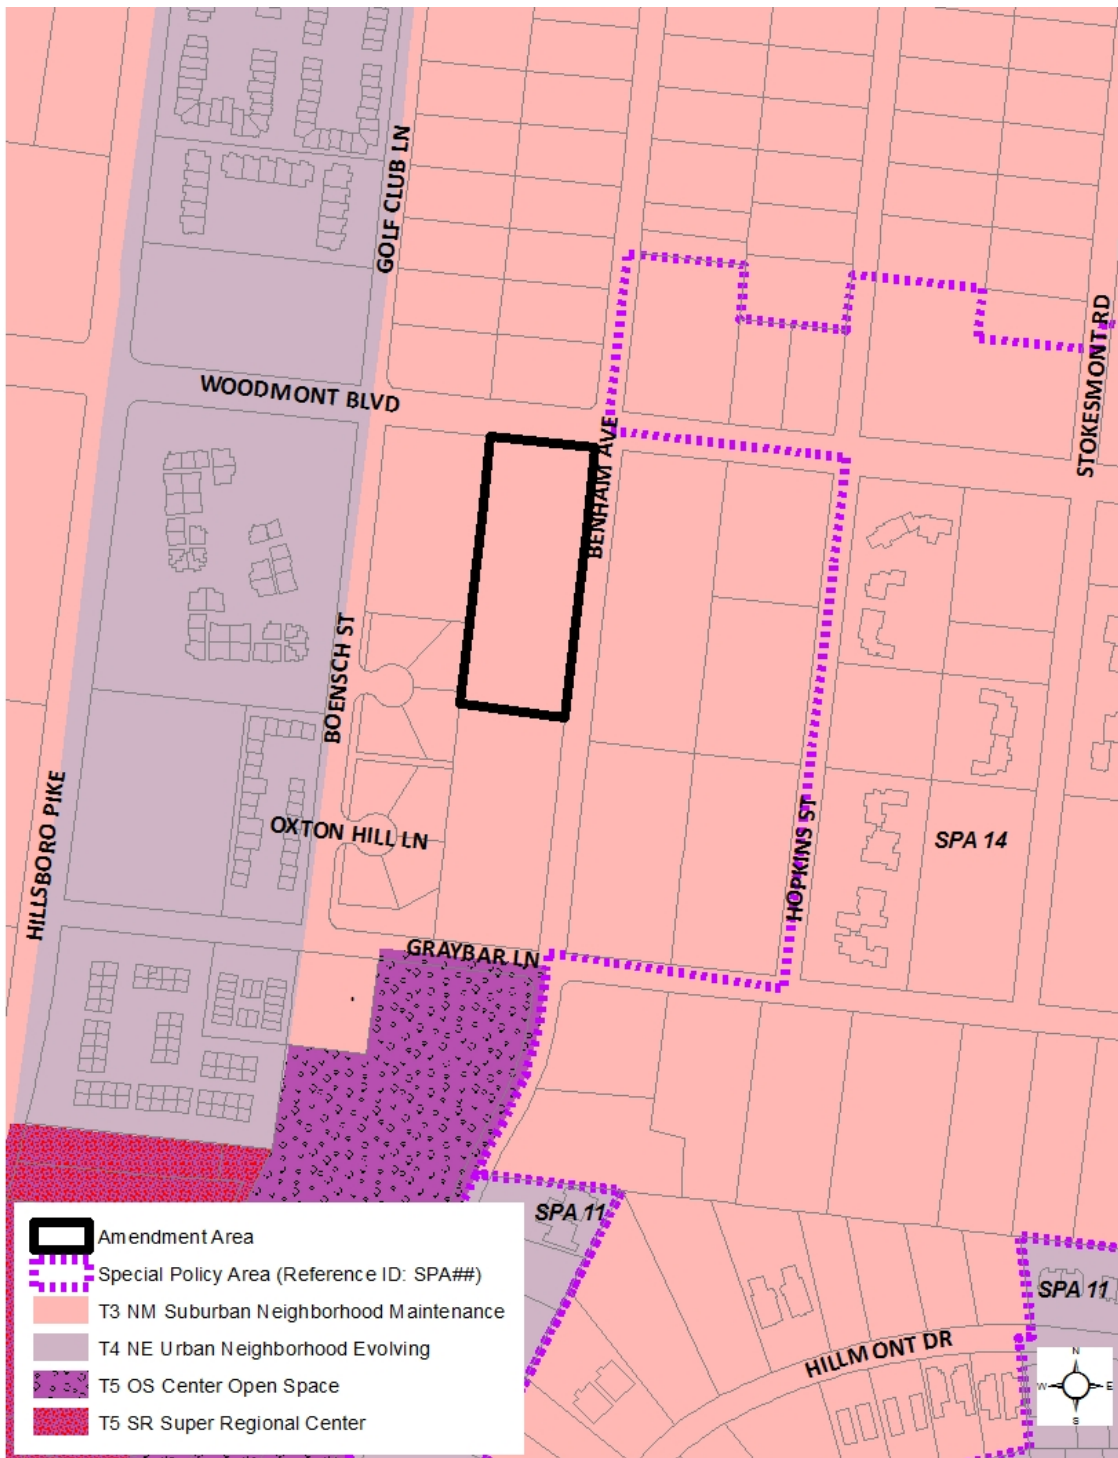 GOLF CLUB LN
STOKESMONT RD
WOODMONT BLVD
BENHAM AVE
BOENSCH ST
HILLSBORO PIKE
OXTON HILL LN
HOPKINS ST
SPA 14
GRAYBAR LN
SPA 11
SPA 11
HILLMONT DR
N
W
E
S
Amendment Area
Special Policy Area (Reference ID: SPA##)
T3 NM Suburban Neighborhood Maintenance
T4 NE Urban Neighborhood Evolving
T5 OS Center Open Space
T5 SR Super Regional Center